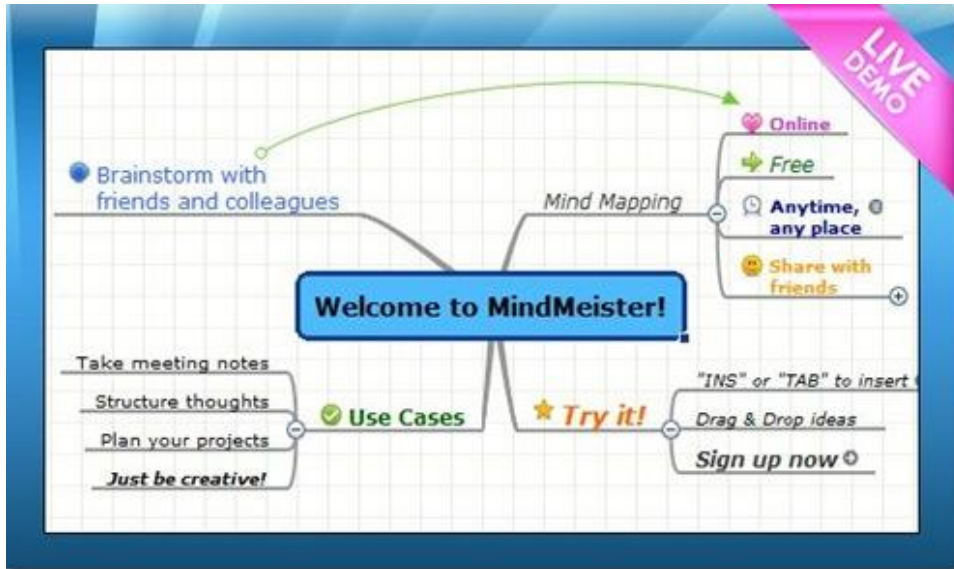 LIVE
DEMO
Online
Free
Brainstorm with
friends and colleagues
Mind Mapping
Anytime,
any place
Share with
friends
Welcome to MindMeister!
Take meeting notes
Structure thoughts
Plan your projects
Just be creative!
Use Cases
Try it!
"INS" or "TAB" to insert
Drag & Drop ideas
Sign up now